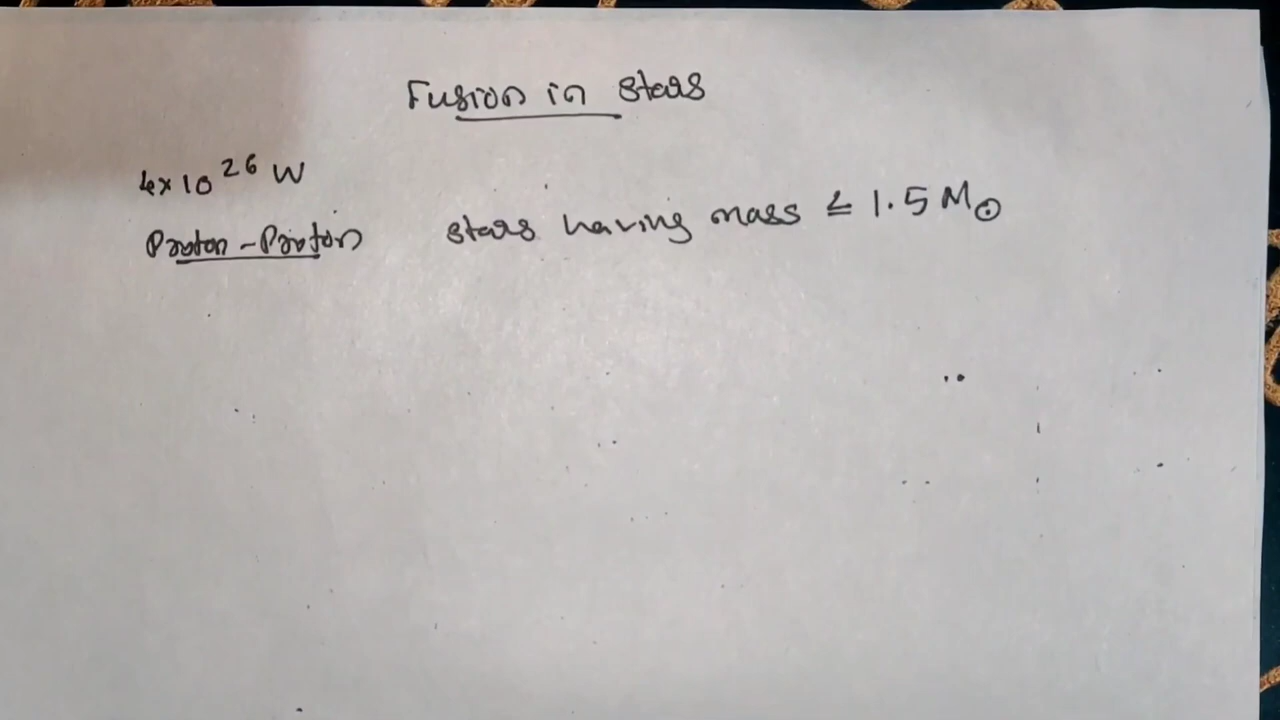 Fusion in stars
4×10²⁶ W
Proton-Proton stars having mass ≤ 1.5 M☉